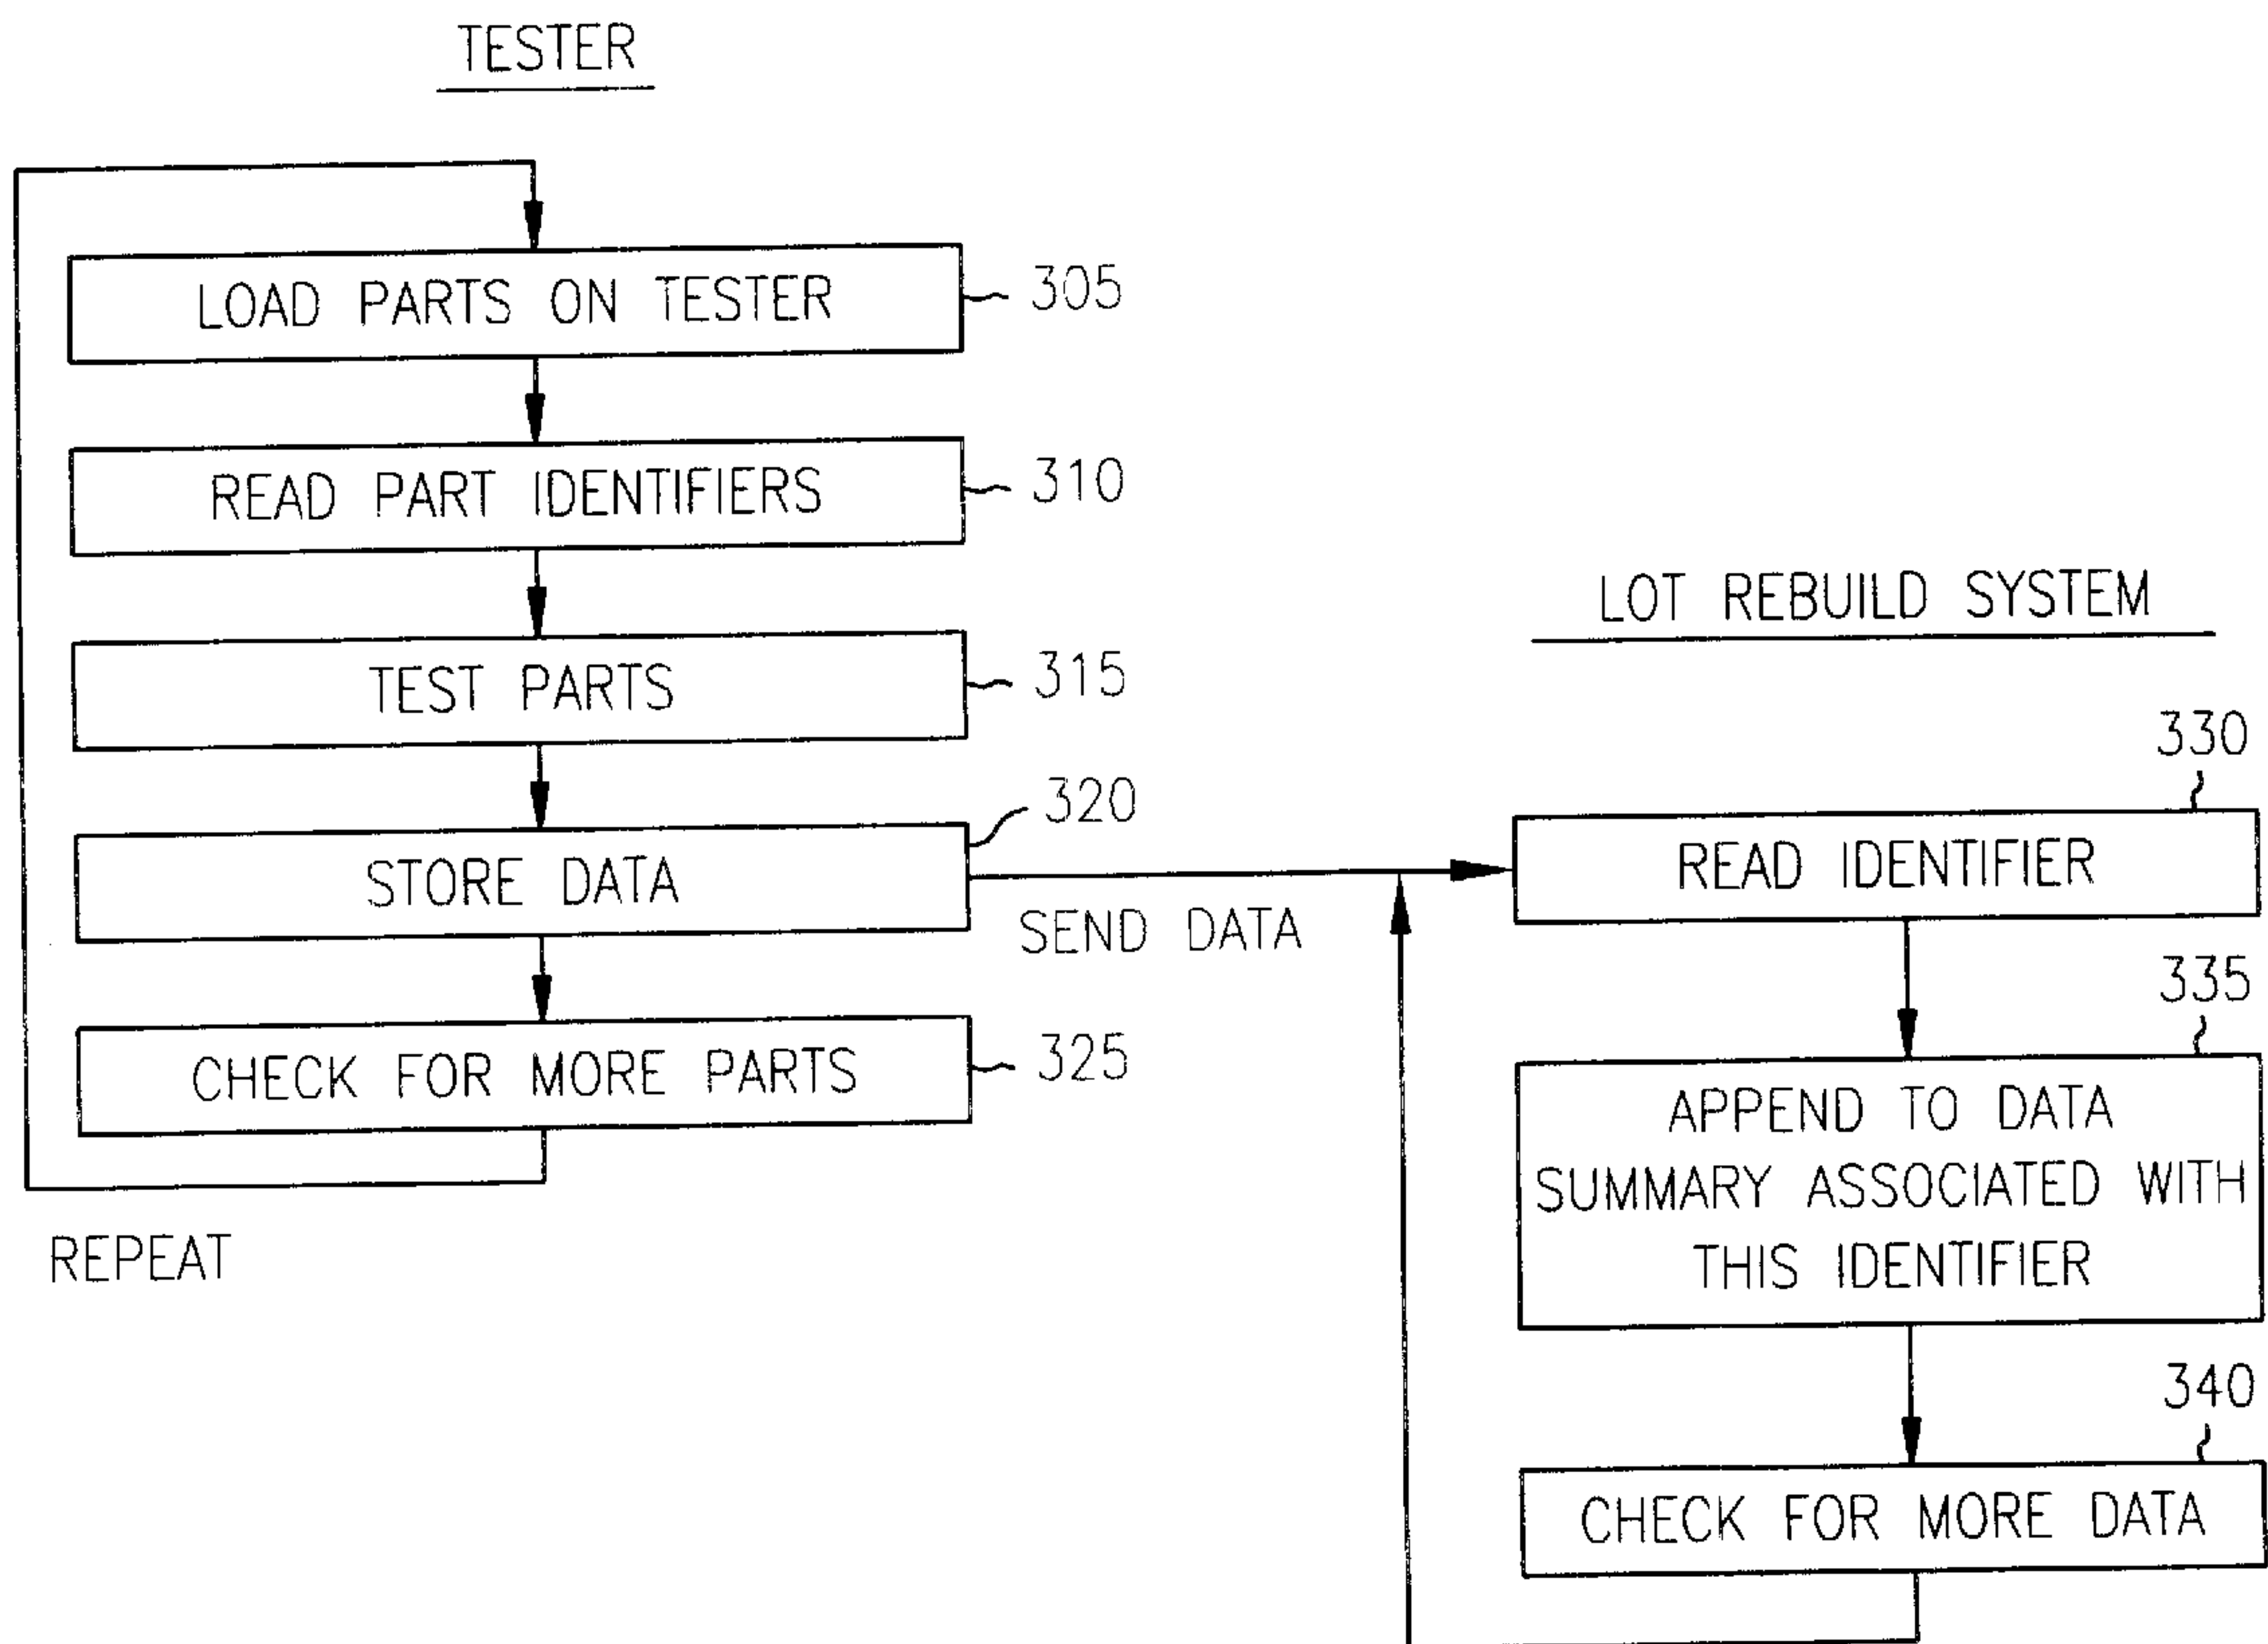 TESTER
LOAD PARTS ON TESTER
305
READ PART IDENTIFIERS
310
TEST PARTS
315
STORE DATA
320
SEND DATA
CHECK FOR MORE PARTS
325
REPEAT
LOT REBUILD SYSTEM
330
READ IDENTIFIER
335
APPEND TO DATA
SUMMARY ASSOCIATED WITH
THIS IDENTIFIER
340
CHECK FOR MORE DATA